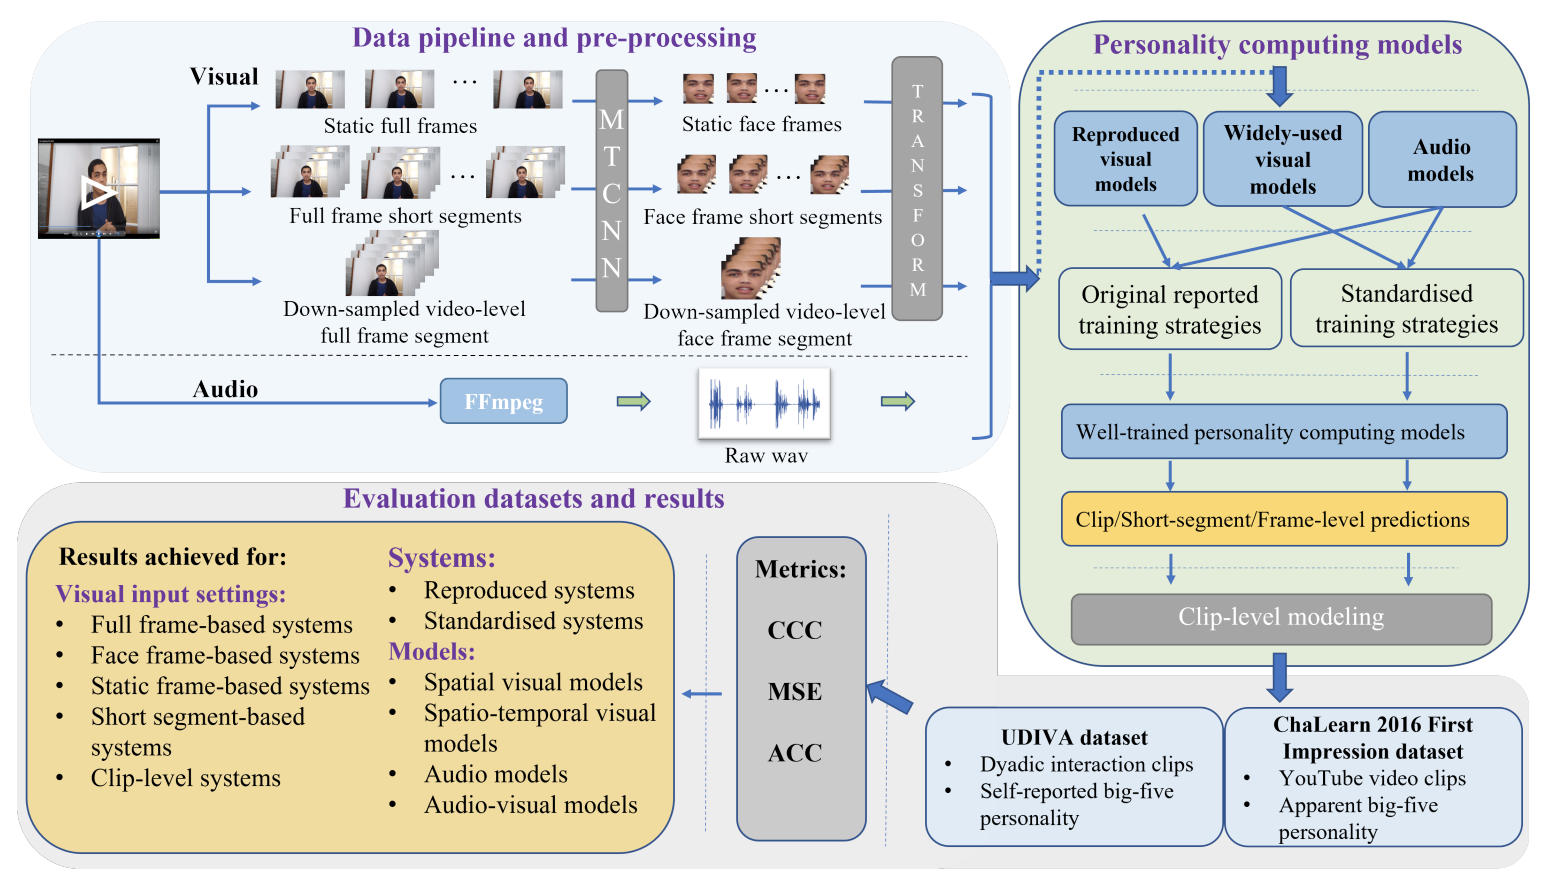 Data pipeline and pre-processing
Visual
Static full frames
Full frame short segments
Down-sampled video-level
full frame segment
MTCNN
Static face frames
Face frame short segments
Down-sampled video-level
face frame segment
TRANSFORM
Audio
FFmpeg
Raw wav
Personality computing models
Reproduced
visual
models
Widely-used
visual
models
Audio
models
Original reported
training strategies
Standardised
training strategies
Well-trained personality computing models
Clip/Short-segment/Frame-level predictions
Clip-level modeling
Evaluation datasets and results
Results achieved for:
Visual input settings:
• Full frame-based systems
• Face frame-based systems
• Static frame-based systems
• Short segment-based
systems
• Clip-level systems
Systems:
• Reproduced systems
• Standardised systems
Models:
• Spatial visual models
• Spatio-temporal visual
models
• Audio models
• Audio-visual models
Metrics:
CCC
MSE
ACC
UDIVA dataset
• Dyadic interaction clips
• Self-reported big-five
personality
ChaLearn 2016 First
Impression dataset
• YouTube video clips
• Apparent big-five
personality